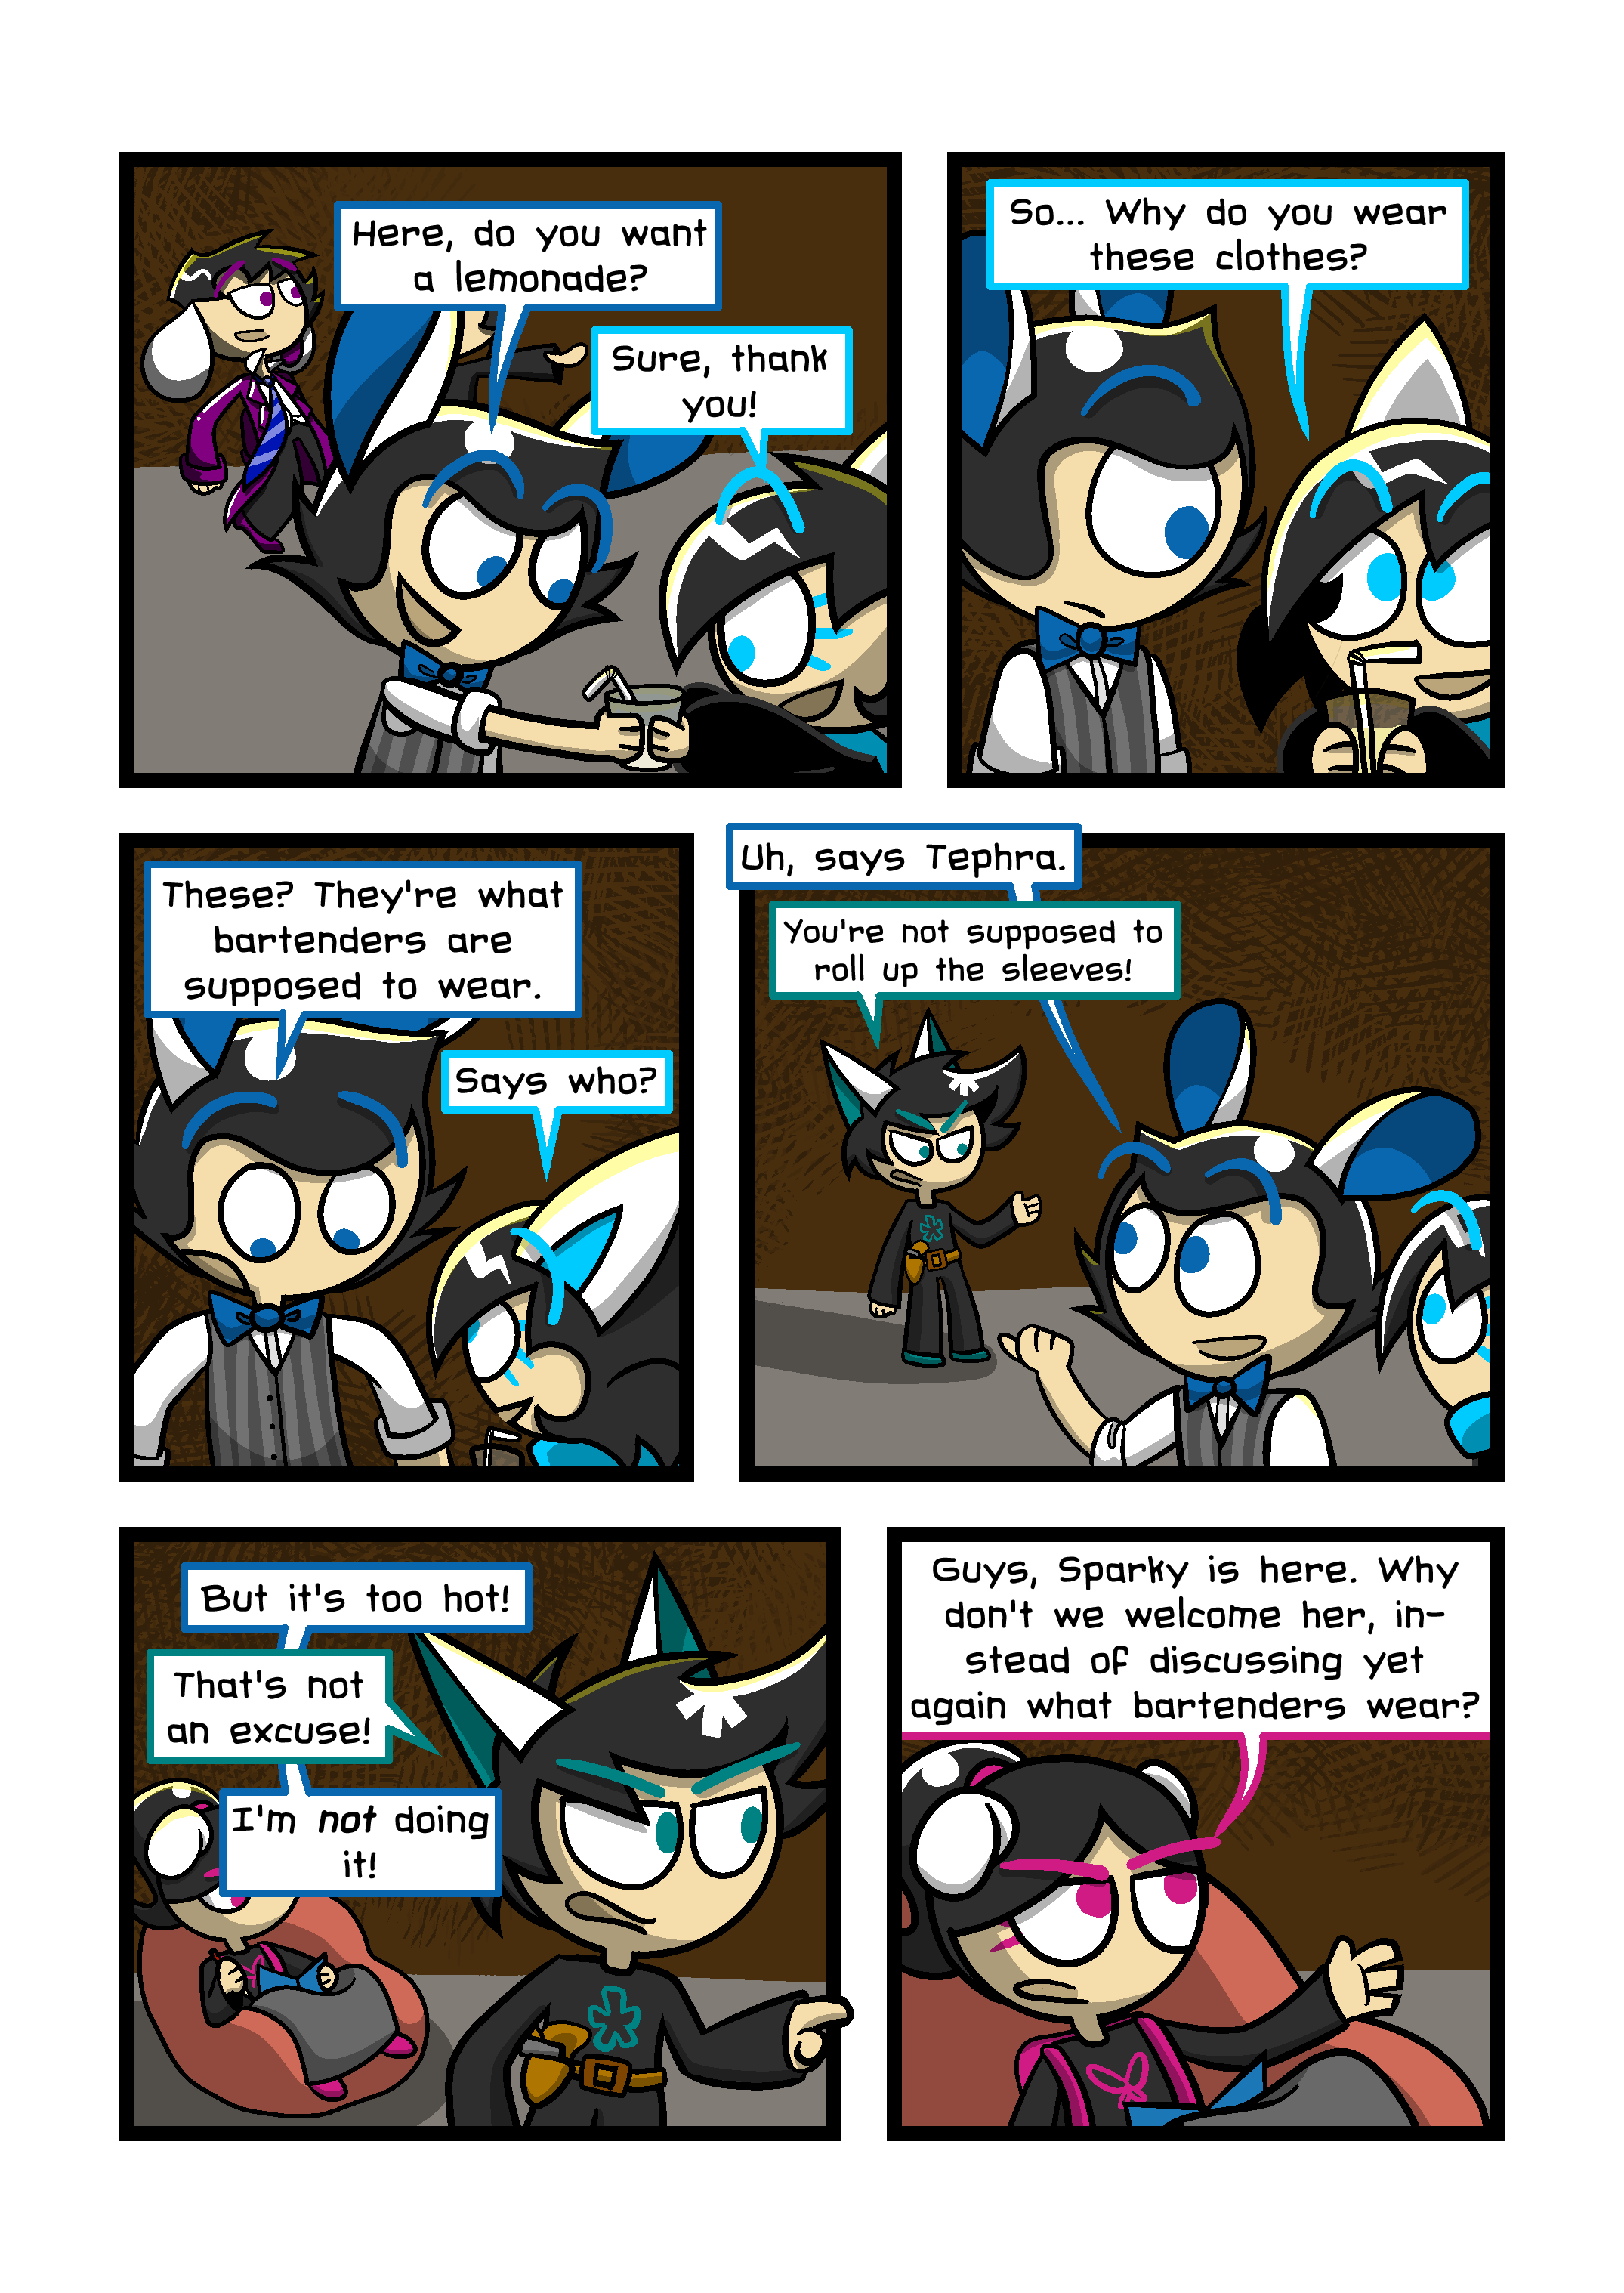 Here, do you want
a lemonade?
Sure, thank
you!
So... Why do you wear
these clothes?
These? They're what
bartenders are
supposed to wear.
Says who?
Uh, says Tephra.
You're not supposed to
roll up the sleeves!
But it's too hot!
That's not
an excuse!
I'm not doing
it!
Guys, Sparky is here. Why
don't we welcome her, in-
stead of discussing yet
again what bartenders wear?